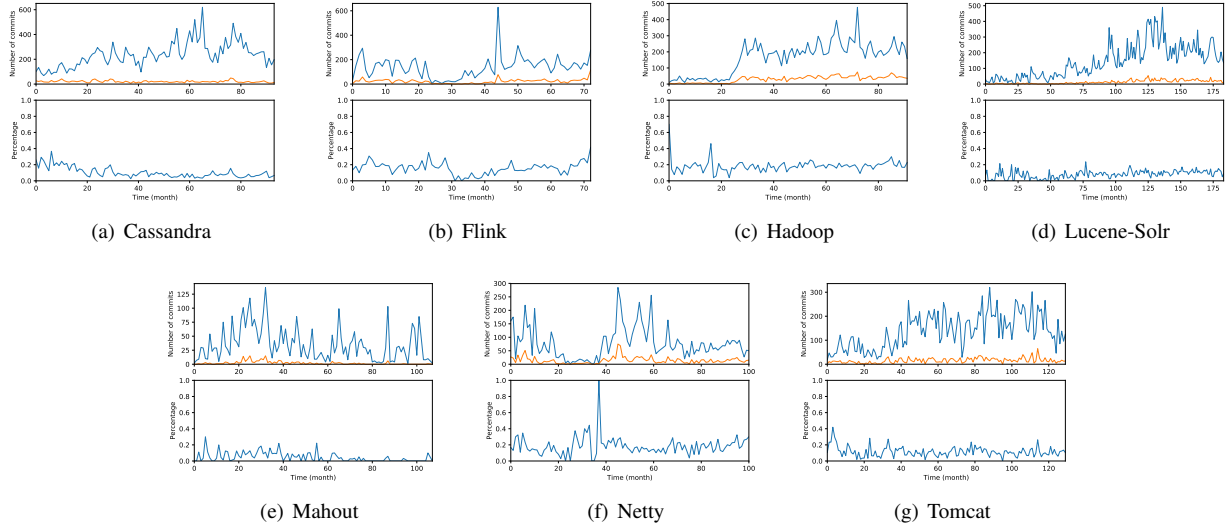 Number of commits
600
400
200
0
0 20 40 60 80
Percentage
1.0
0.8
0.6
0.4
0.2
0.0
0 20 40 60 80
Time (month)
(a) Cassandra
Number of commits
600
400
200
0
0 10 20 30 40 50 60 70
Percentage
1.0
0.8
0.6
0.4
0.2
0.0
0 10 20 30 40 50 60 70
Time (month)
(b) Flink
Number of commits
500
400
300
200
100
0
0 20 40 60 80
Percentage
1.0
0.8
0.6
0.4
0.2
0.0
0 20 40 60 80
Time (month)
(c) Hadoop
Number of commits
500
400
300
200
100
0
0 25 50 75 100 125 150 175
Percentage
1.0
0.8
0.6
0.4
0.2
0.0
0 25 50 75 100 125 150 175
Time (month)
(d) Lucene-Solr
Number of commits
125
100
75
50
25
0
0 20 40 60 80 100
Percentage
1.0
0.8
0.6
0.4
0.2
0.0
0 20 40 60 80 100
Time (month)
(e) Mahout
Number of commits
300
250
200
150
100
50
0
0 20 40 60 80 100
Percentage
1.0
0.8
0.6
0.4
0.2
0.0
0 20 40 60 80 100
Time (month)
(f) Netty
Number of commits
300
200
100
0
0 20 40 60 80 100 120
Percentage
1.0
0.8
0.6
0.4
0.2
0.0
0 20 40 60 80 100 120
Time (month)
(g) Tomcat